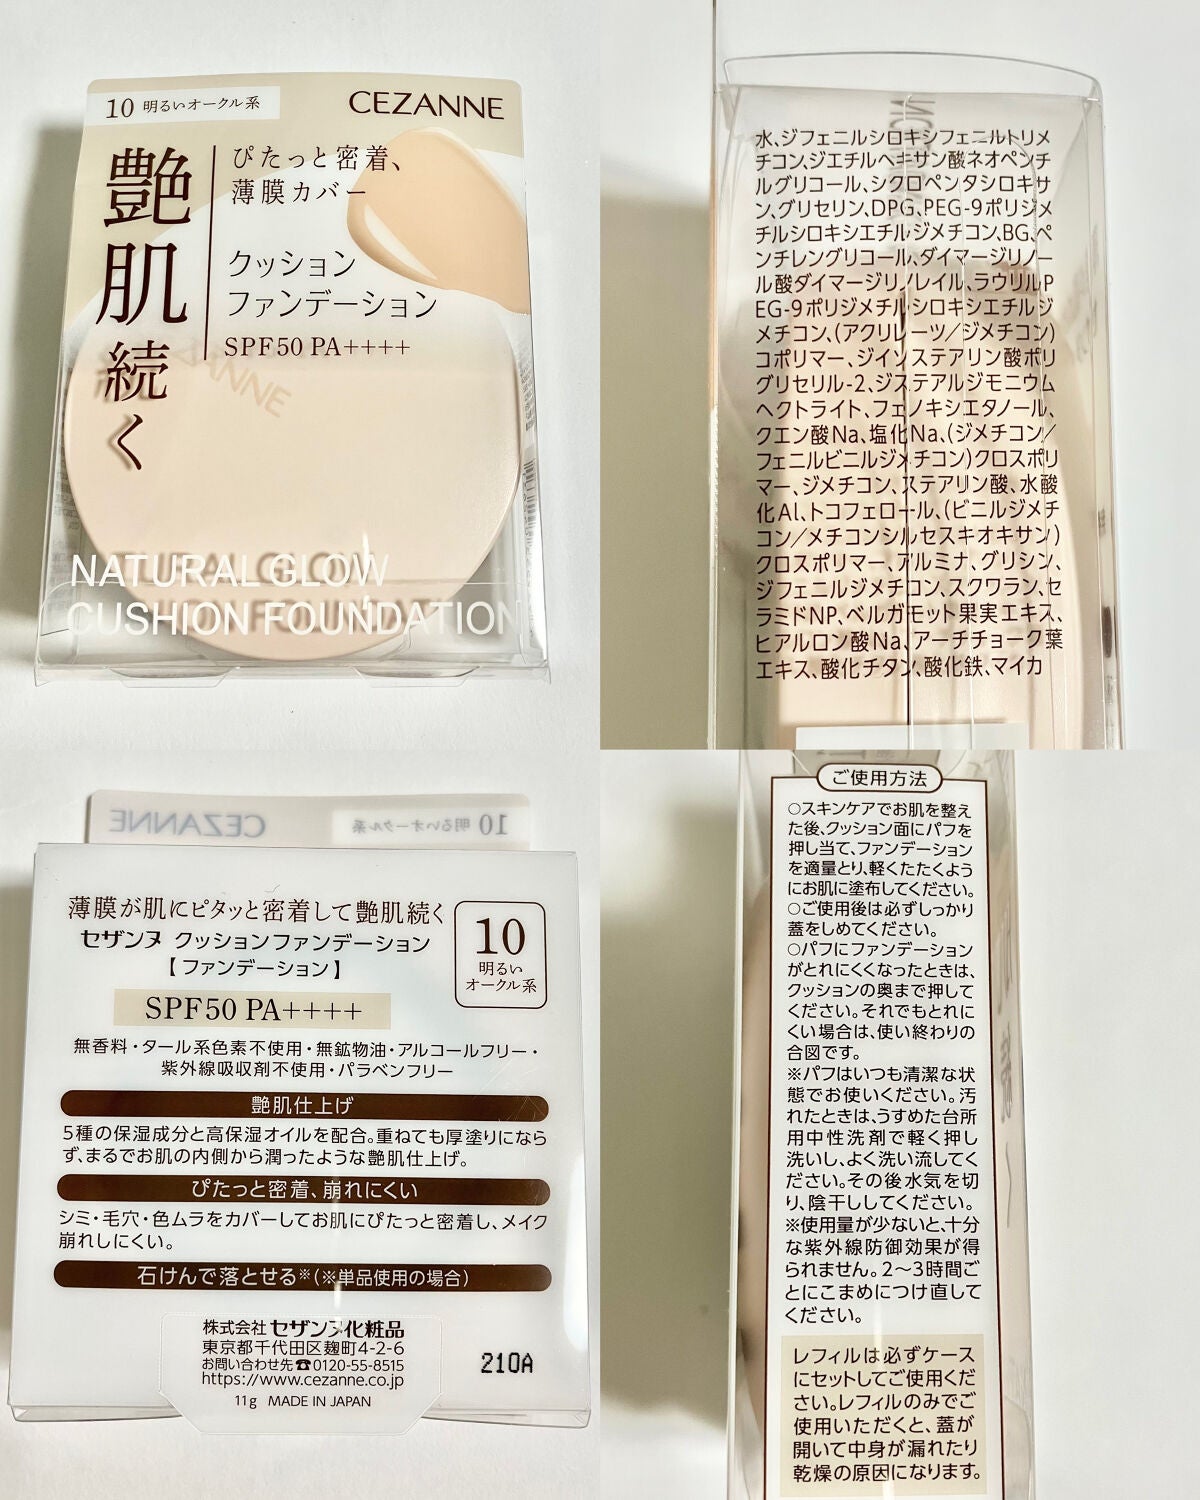 10 明るいオークル系
CEZANNE
艶肌続く
ぴたっと密着、
薄膜カバー
クッション
ファンデーション
SPF50 PA++++
NATURAL GLOW
CUSHION FOUNDATION
水、ジフェニルシロキシフェニルトリメ
チコン、ジエチルヘキサン酸ネオペンチ
ルグリコール、シクロペンタシロキサ
ン、グリセリン、DPG、PEG-9ポリジメ
チルシロキシエチルジメチコン、BG、ペ
ンチレングリコール、ダイマージリノー
ル酸ダイマージリノレイル、ラウリルP
EG-9ポリジメチルシロキシエチルジ
メチコン、(アクリレーツ/ジメチコン)
コポリマー、ジイソステアリン酸ポリ
グリセリル-2、ジステアルジモニウム
ヘクトライト、フェノキシエタノール、
クエン酸Na、塩化Na、(ジメチコン/
フェニルビニルジメチコン)クロスポリ
マー、ジメチコン、ステアリン酸、水酸
化Al、トコフェロール、(ビニルジメチ
コン/メチコンシルセスキオキサン)
クロスポリマー、アルミナ、グリシン、
ジフェニルジメチコン、スクワラン、セ
ラミドNP、ベルガモット果実エキス、
ヒアルロン酸Na、アーチチョーク葉
エキス、酸化チタン、酸化鉄、マイカ
CEZANNE
10 明るいオークル系
薄膜が肌にピタッと密着して艶肌続く
セザンヌ クッションファンデーション
【ファンデーション】
SPF50 PA++++
10
明るい
オークル系
無香料・タール系色素不使用・無鉱物油・アルコールフリー・
紫外線吸収剤不使用・パラベンフリー
艶肌仕上げ
5種の保湿成分と高保湿オイルを配合。重ねても厚塗りになら
ず、まるでお肌の内側から潤ったような艶肌仕上げ。
ぴたっと密着、崩れにくい
シミ・毛穴・色ムラをカバーしてお肌にぴたっと密着し、メイク
崩れしにくい。
石けんで落とせる※(※単品使用の場合)
株式会社 セザンヌ化粧品
東京都千代田区麹町4-2-6
お問い合わせ先☎0120-55-8515
https://www.cezanne.co.jp
11g MADE IN JAPAN
210A
ご使用方法
○スキンケアでお肌を整え
た後、クッション面にパフを
押し当て、ファンデーション
を適量とり、軽くたたくよう
にお肌に塗布してください。
○ご使用後は必ずしっかり
蓋をしめてください。
○パフにファンデーション
がとれにくくなったときは、
クッションの奥まで押して
ください。それでもとれに
くい場合は、使い終わりの
合図です。
※パフはいつも清潔な状
態でお使いください。汚
れたときは、うすめた台所
用中性洗剤で軽く押し
洗いし、よく洗い流してく
ださい。その後水気を切
り、陰干ししてください。
※使用量が少ないと、十分
な紫外線防御効果が得
られません。2〜3時間ご
とにこまめにつけ直して
ください。
レフィルは必ずケース
にセットしてご使用くだ
さい。レフィルのみでご
使用いただくと、蓋が
開いて中身が漏れたり
乾燥の原因になります。